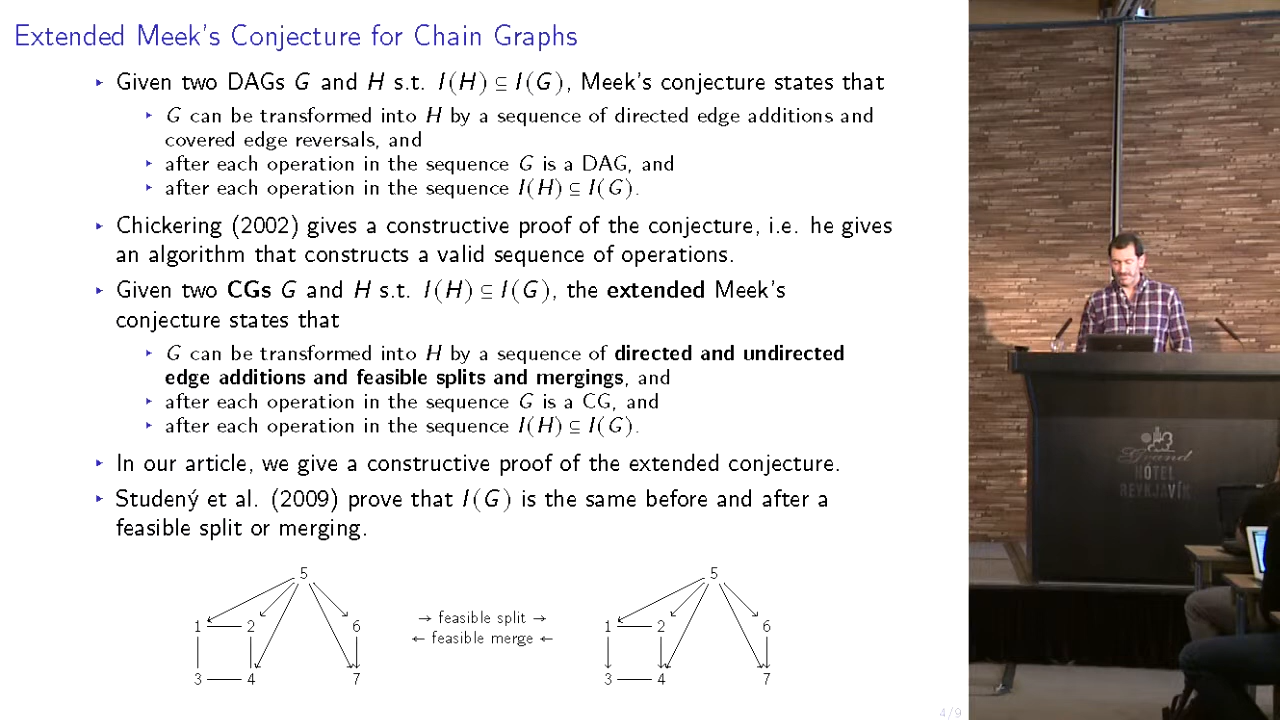 Extended Meek's Conjecture for Chain Graphs
‣ Given two DAGs G and H s.t. I(H) ⊆ I(G), Meek's conjecture states that
‣ G can be transformed into H by a sequence of directed edge additions and
covered edge reversals, and
‣ after each operation in the sequence G is a DAG, and
‣ after each operation in the sequence I(H) ⊆ I(G).
‣ Chickering (2002) gives a constructive proof of the conjecture, i.e. he gives
an algorithm that constructs a valid sequence of operations.
‣ Given two CGs G and H s.t. I(H) ⊆ I(G), the extended Meek's
conjecture states that
‣ G can be transformed into H by a sequence of directed and undirected
edge additions and feasible splits and mergings, and
‣ after each operation in the sequence G is a CG, and
‣ after each operation in the sequence I(H) ⊆ I(G).
‣ In our article, we give a constructive proof of the extended conjecture.
‣ Studený et al. (2009) prove that I(G) is the same before and after a
feasible split or merging.
5
1 2 6
3 4 7
→ feasible split →
← feasible merge ←
5
1 2 6
3 4 7
4/9
Grand
HÓTEL
REYKJAVÍK